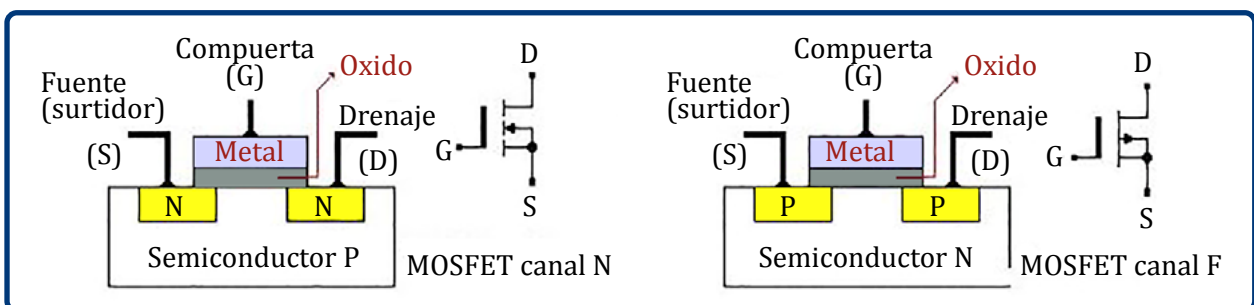 Compuerta
(G)
Oxido
Fuente
(surtidor)
Drenaje
(S)
Metal
(D)
N
N
Semiconductor P
D
G
S
MOSFET canal N
Compuerta
(G)
Oxido
Fuente
(surtidor)
Drenaje
(S)
Metal
(D)
P
P
Semiconductor N
D
G
S
MOSFET canal F